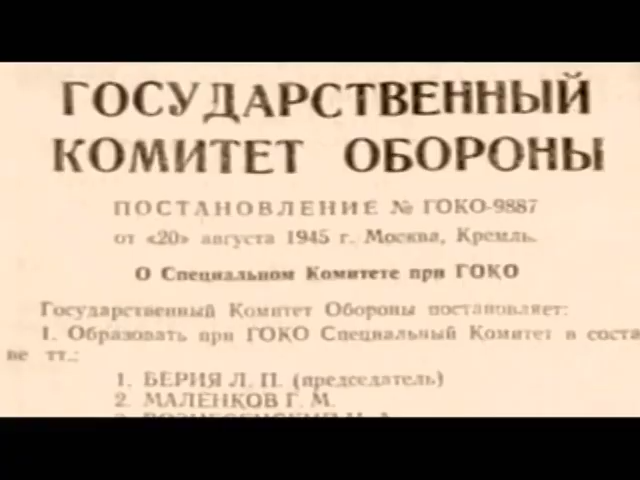 ГОСУДАРСТВЕННЫЙ
КОМИТЕТ ОБОРОНЫ
ПОСТАНОВЛЕНИЕ № ГОКО-9887
от «20» августа 1945 г. Москва, Кремль.
О Специальном Комитете при ГОКО
Государственный Комитет Обороны постановляет:
1. Образовать при ГОКО Специальный Комитет в соста-
ве тт.:
1. БЕРИЯ Л. П. (председатель)
2. МАЛЕНКОВ Г. М.